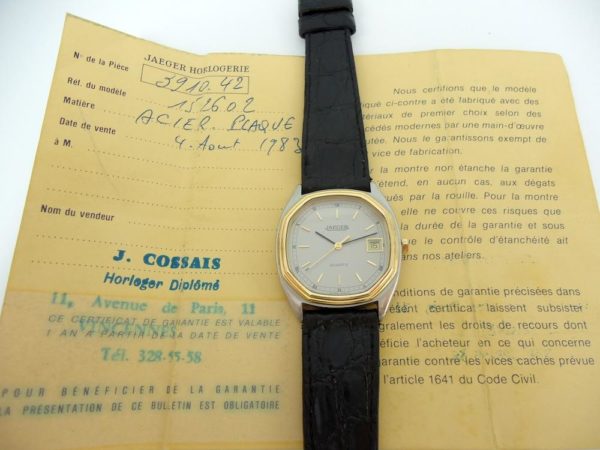 JAEGER HORLOGERIE
N° de la Pièce 3910.42
Réf. du modèle 152602
Matière ACIER. PLAQUE
Date de vente 4. Aout 1983
à M.
Nom du vendeur
J. COSSAIS
Horloger Diplômé
11, Avenue de Paris, 11
CE CERTIFICAT DE GARANTIE EST VALABLE
VINCENNES
1 AN A PARTIR DE LA DATE DE VENTE
Tél. 328-55-58
POUR BÉNÉFICIER DE LA GARANTIE
LA PRÉSENTATION DE CE BULLETIN EST OBLIGATOIRE
JAEGER
QUARTZ
Nous certifions que le modèle
ci-contre a été fabriqué avec des
de premier choix selon des
modernes par une main-d'œuvre
Nous le garantissons exempt de
vice de fabrication.
la montre non étanche la garantie
en aucun cas, aux dégâts
par la rouille. Pour la montre
elle ne couvre ces risques que
la durée de la garantie et sous
que le contrôle d'étanchéité ait
dans nos ateliers.
conditions de garantie précisées dans
certificat laissent subsister
les droits de recours dont
l'acheteur en ce qui concerne
garantie contre les vices cachés prévue
l'article 1641 du Code Civil.